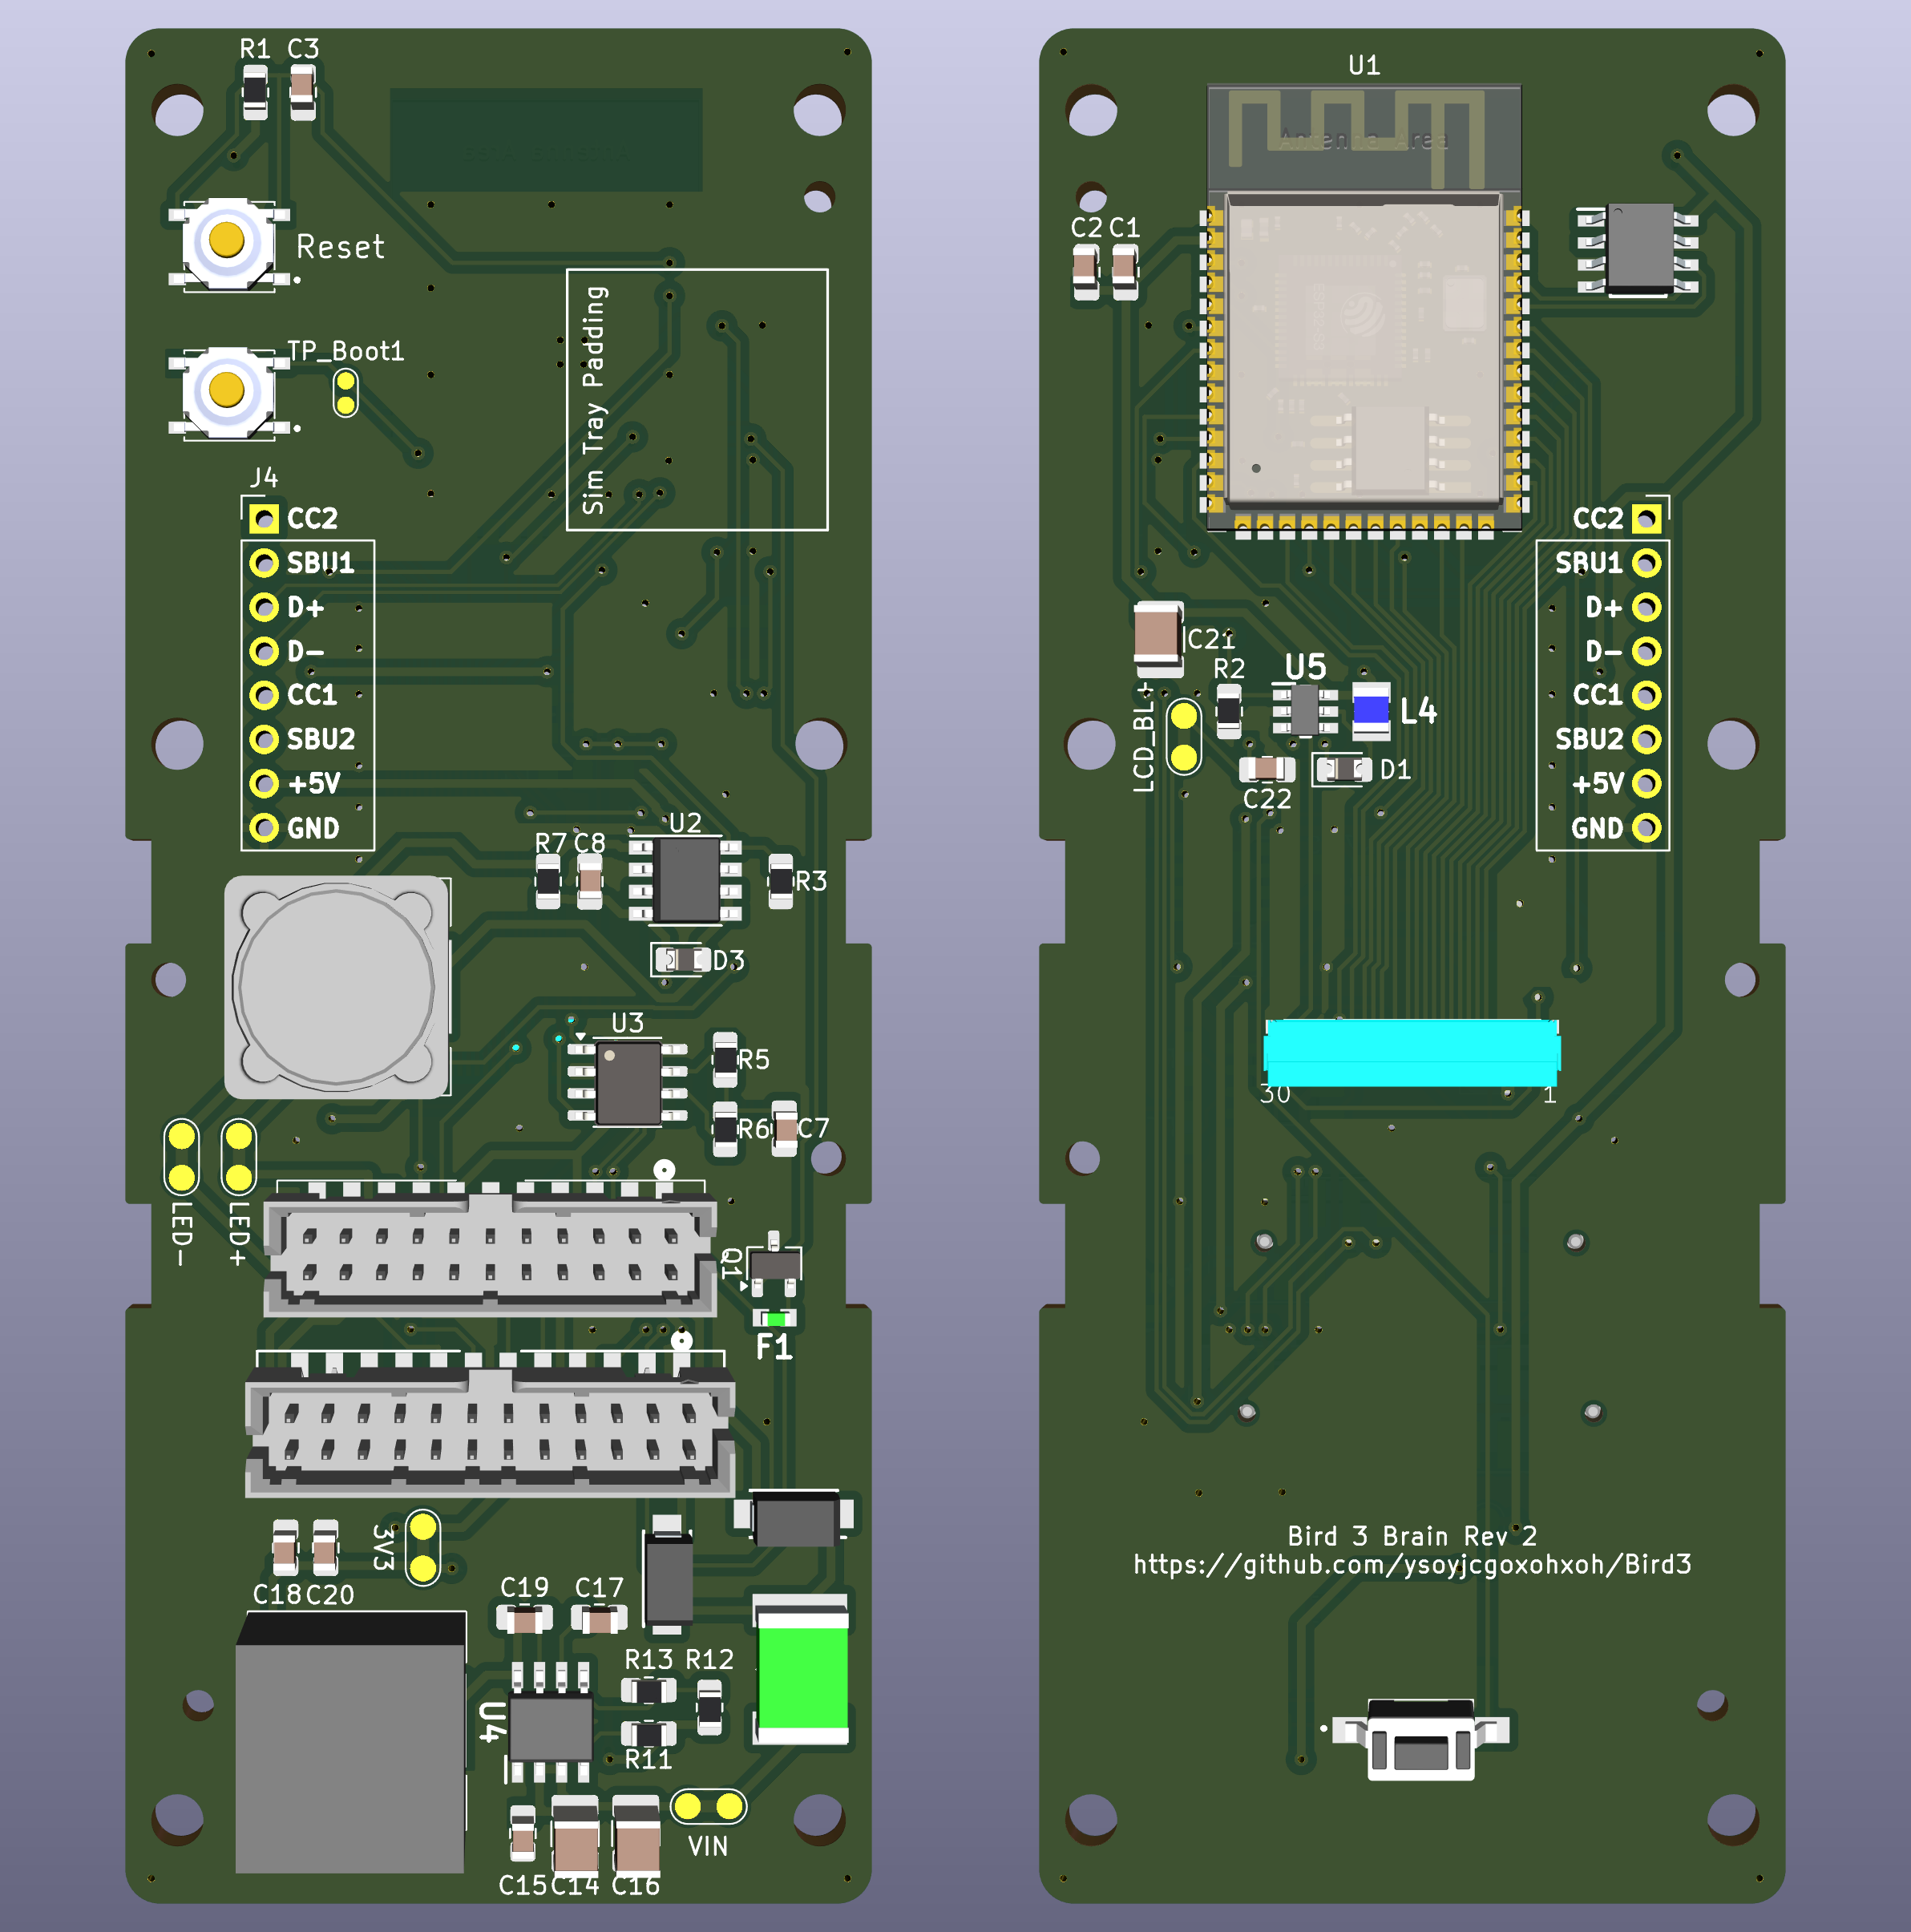 R1 C3
Reset
TP_Boot1
Sim Tray Padding
J4
CC2
SBU1
D+
D-
CC1
SBU2
+5V
GND
U2
R7 C8
R3
D3
U3
R5
R6 C7
LED-
LED+
Q1
F1
3V3
C18 C20
C19 C17
R13 R12
U4
R11
VIN
C15 C14 C16
U1
Antenna Area
C2 C1
CC2
SBU1
D+
D-
CC1
SBU2
+5V
GND
C21
R2
U5
L4
LCD_BL+
D1
C22
30 1
Bird 3 Brain Rev 2
https://github.com/ysoyjcgoxohxoh/Bird3